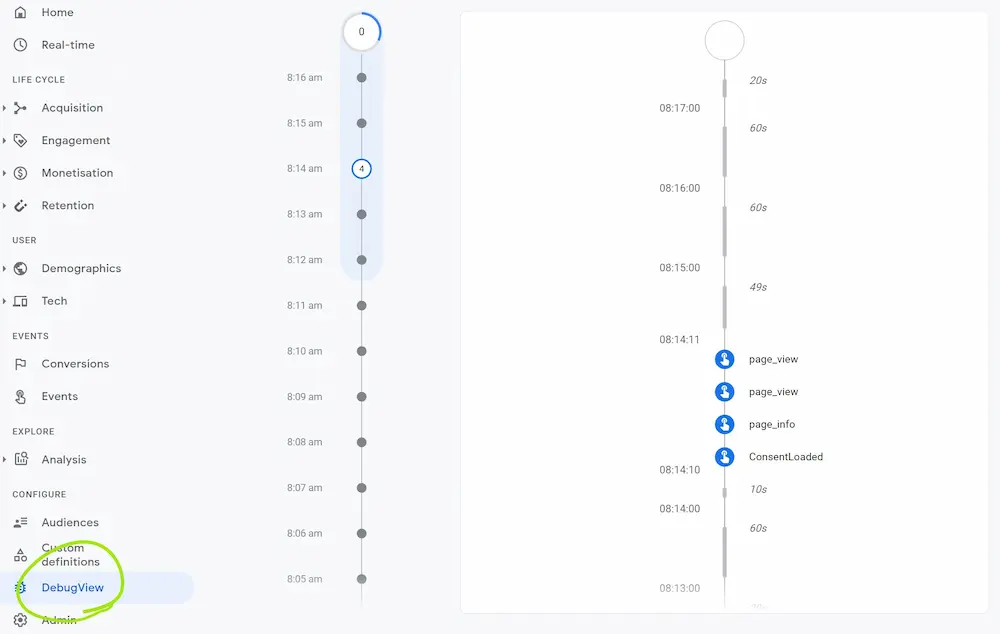 Home
Real-time
LIFE CYCLE
Acquisition
Engagement
Monetisation
Retention
USER
Demographics
Tech
EVENTS
Conversions
Events
EXPLORE
Analysis
CONFIGURE
Audiences
Custom
definitions
DebugView
Admin
0
8:16 am
8:15 am
8:14 am 4
8:13 am
8:12 am
8:11 am
8:10 am
8:09 am
8:08 am
8:07 am
8:06 am
8:05 am
20s
08:17:00
60s
08:16:00
60s
08:15:00
49s
08:14:11
page_view
page_view
page_info
ConsentLoaded
08:14:10
10s
08:14:00
60s
08:13:00